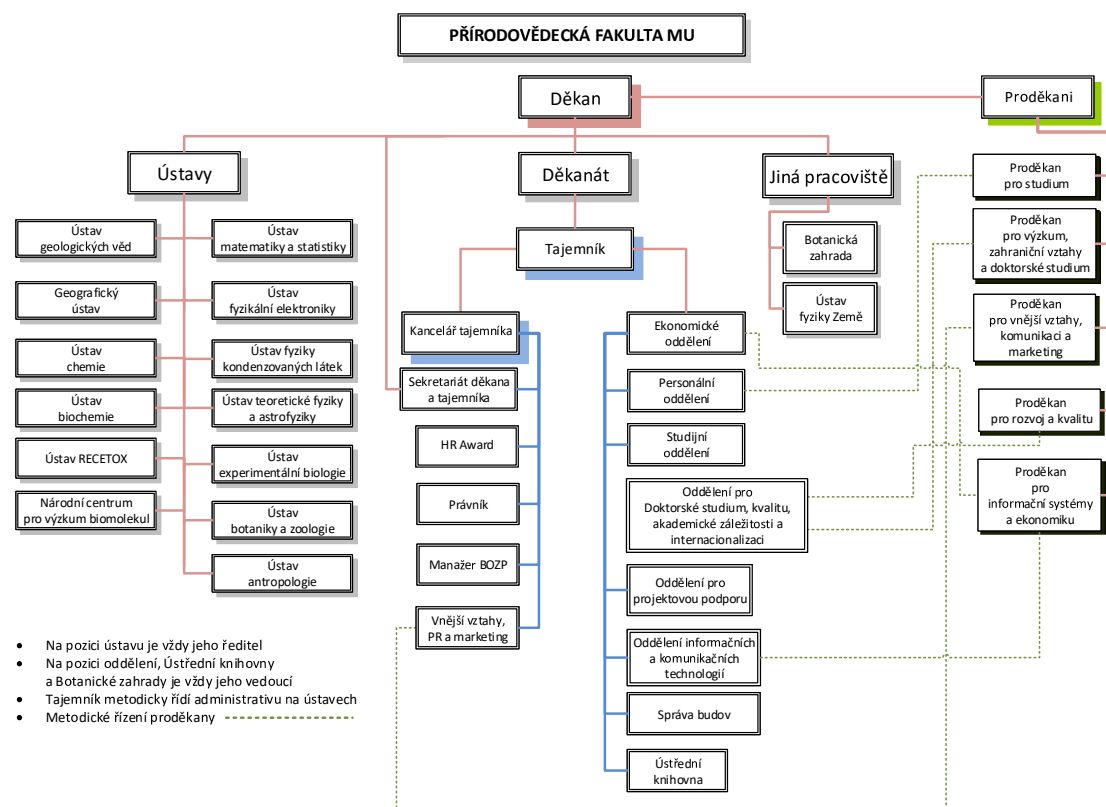 PŘÍRODOVĚDECKÁ FAKULTA MU
Děkan
Proděkani
Ústavy
Děkanát
Jiná pracoviště
Tajemník
Ústav
geologických věd
Ústav
matematiky a statistiky
Geografický
ústav
Ústav
fyzikální elektroniky
Ústav
chemie
Ústav fyziky
kondenzovaných látek
Ústav
biochemie
Ústav teoretické fyziky
a astrofyziky
Ústav RECETOX
Ústav
experimentální biologie
Národní centrum
pro výzkum biomolekul
Ústav
botaniky a zoologie
Ústav
antropologie
Kancelář tajemníka
Sekretariát děkana
a tajemníka
HR Award
Právník
Manažer BOZP
Vnější vztahy,
PR a marketing
Ekonomické
oddělení
Personální
oddělení
Studijní
oddělení
Oddělení pro
Doktorské studium, kvalitu,
akademické záležitosti a
internacionalizaci
Oddělení pro
projektovou podporu
Oddělení informačních
a komunikačních
technologií
Správa budov
Ústřední
knihovna
Botanická
zahrada
Ústav
fyziky Země
Proděkan
pro studium
Proděkan
pro výzkum,
zahraniční vztahy
a doktorské studium
Proděkan
pro vnější vztahy,
komunikaci a
marketing
Proděkan
pro rozvoj a kvalitu
Proděkan
pro
informační systémy
a ekonomiku
• Na pozici ústavu je vždy jeho ředitel
• Na pozici oddělení, Ústřední knihovny
a Botanické zahrady je vždy jeho vedoucí
• Tajemník metodicky řídí administrativu na ústavech
• Metodické řízení proděkany